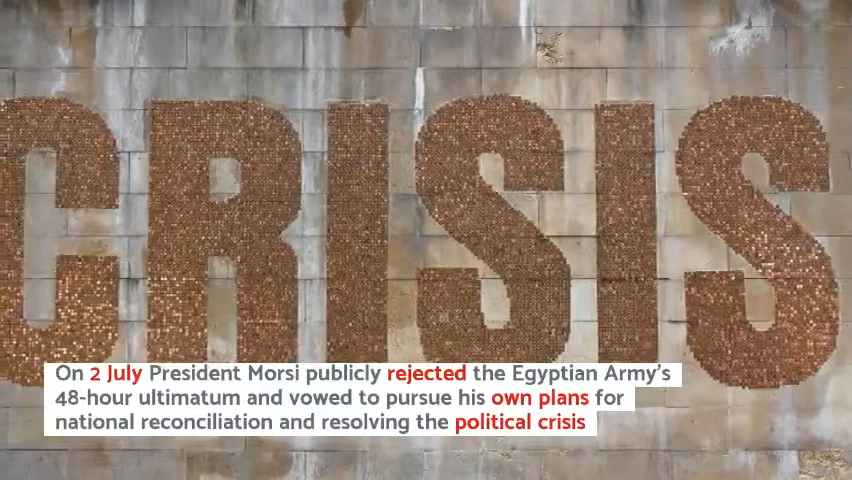 CRISIS
On 2 July President Morsi publicly rejected the Egyptian Army's
48-hour ultimatum and vowed to pursue his own plans for
national reconciliation and resolving the political crisis